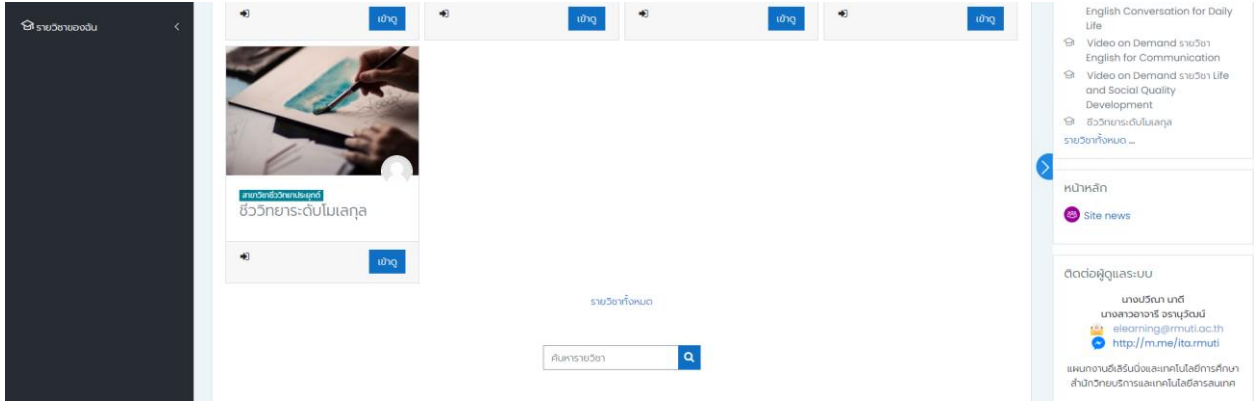 รายวิชาของฉัน
เข้าดู
เข้าดู
เข้าดู
เข้าดู
สาขาวิชาชีววิทยาประยุกต์
ชีววิทยาระดับโมเลกุล
เข้าดู
รายวิชาทั้งหมด
ค้นหารายวิชา
English Conversation for Daily
Life
Video on Demand รายวิชา
English for Communication
Video on Demand รายวิชา Life
and Social Quality
Development
ชีววิทยาระดับโมเลกุล
รายวิชาทั้งหมด ...
หน้าหลัก
Site news
ติดต่อผู้ดูแลระบบ
นางปวีณา นาดี
นางสาวอาจารี จรานุวัฒน์
elearning@rmuti.ac.th
http://m.me/ita.rmuti
แผนกงานอีเลิร์นนิ่งและเทคโนโลยีการศึกษา
สำนักวิทยบริการและเทคโนโลยีสารสนเทศ